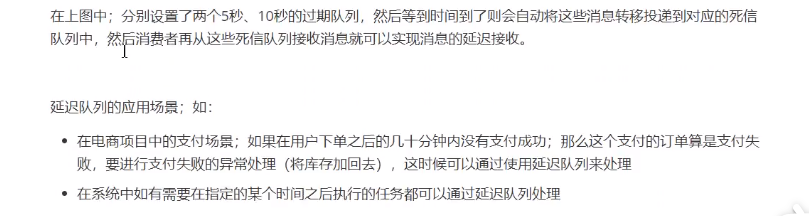 在上图中；分别设置了两个5秒、10秒的过期队列，然后等到时间到了则会自动将这些消息转移投递到对应的死信
队列中，然后消费者再从这些死信队列接收消息就可以实现消息的延迟接收。
延迟队列的应用场景；如：
在电商项目中的支付场景；如果在用户下单之后的几十分钟内没有支付成功；那么这个支付的订单算是支付失
败，要进行支付失败的异常处理（将库存加回去），这时候可以通过使用延迟队列来处理
在系统中如有需要在指定的某个时间之后执行的任务都可以通过延迟队列处理